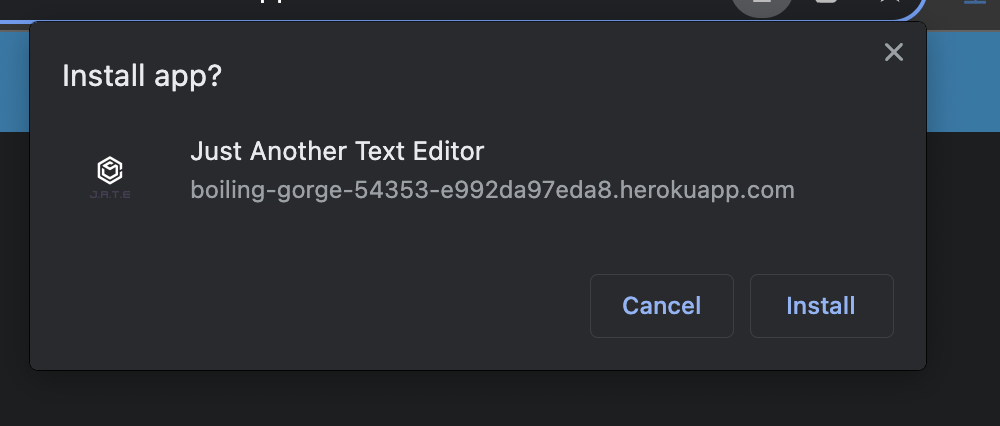 Install app?
Just Another Text Editor
J.A.T.E
boiling-gorge-54353-e992da97eda8.herokuapp.com
Cancel
Install